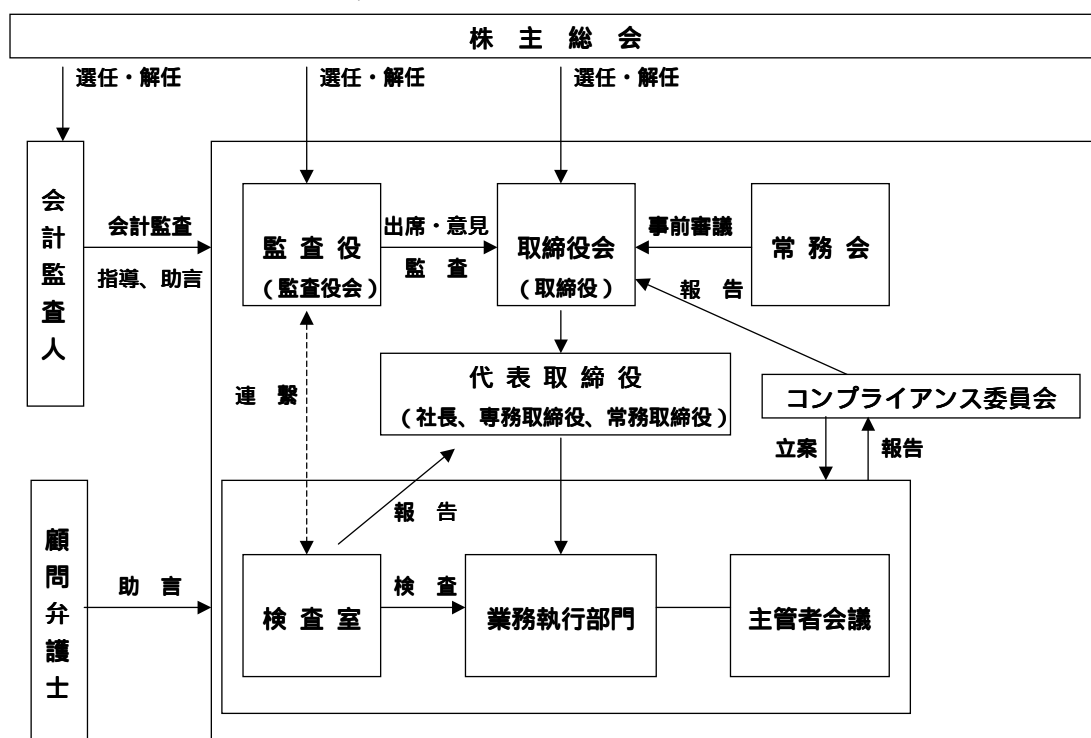 株主総会
選任・解任
選任・解任
選任・解任
会計監査人
会計監査
指導、助言
監査役
(監査役会)
出席・意見
監査
取締役会
(取締役)
事前審議
常務会
報告
連繫
代表取締役
(社長、専務取締役、常務取締役)
コンプライアンス委員会
立案
報告
顧問弁護士
助言
報告
検査室
検査
業務執行部門
主管者会議